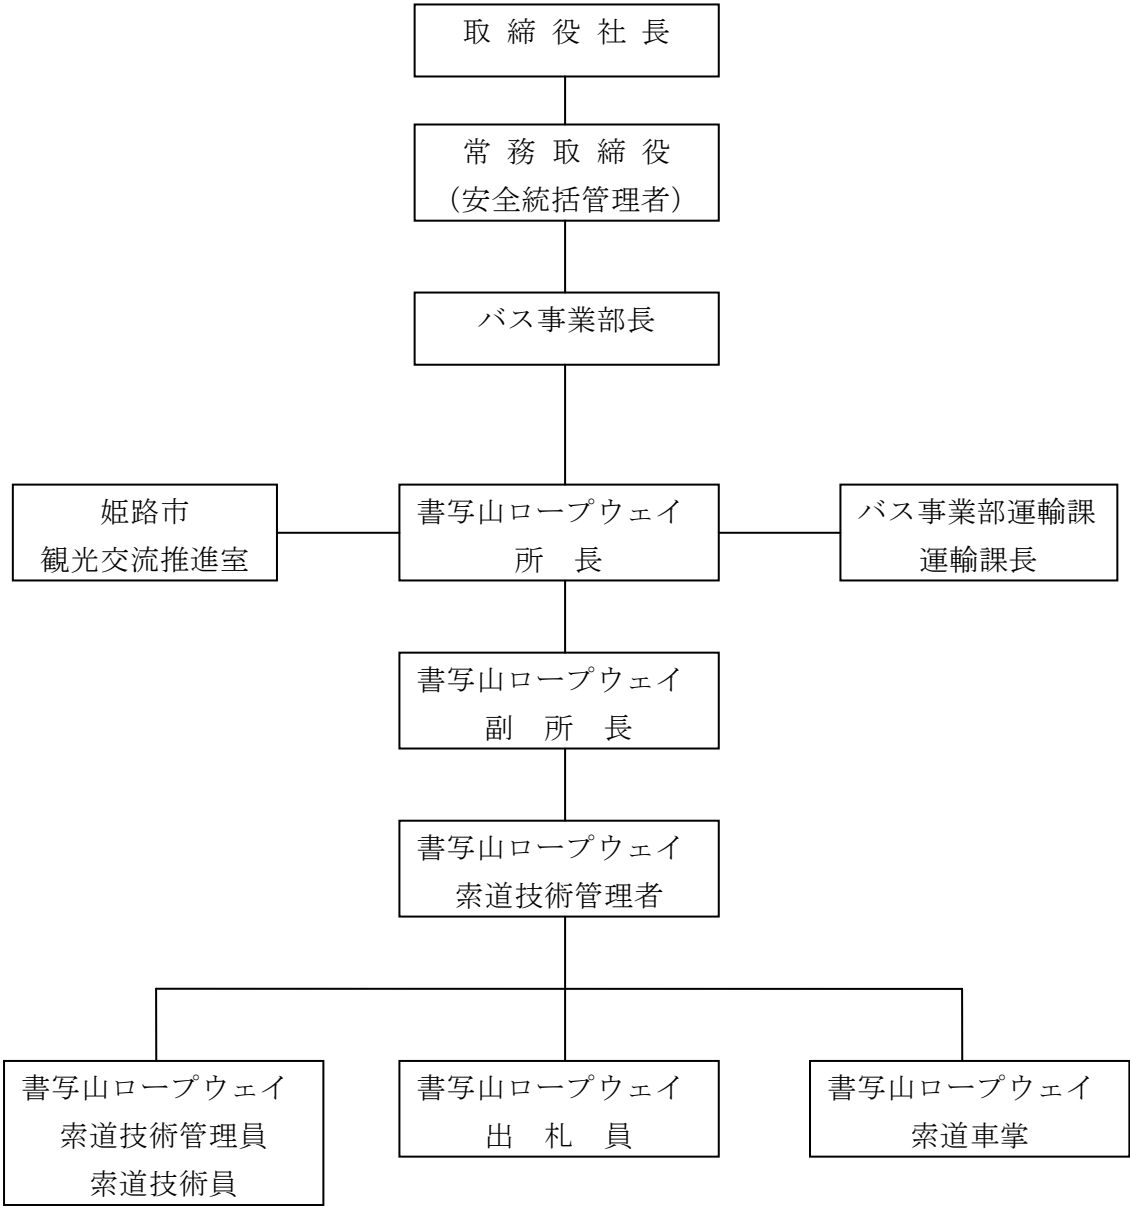 取締役社長
常務取締役
(安全統括管理者)
バス事業部長
姫路市
観光交流推進室
書写山ロープウェイ
所 長
バス事業部運輸課
運輸課長
書写山ロープウェイ
副 所 長
書写山ロープウェイ
索道技術管理者
書写山ロープウェイ
索道技術管理員
索道技術員
書写山ロープウェイ
出 札 員
書写山ロープウェイ
索道車掌